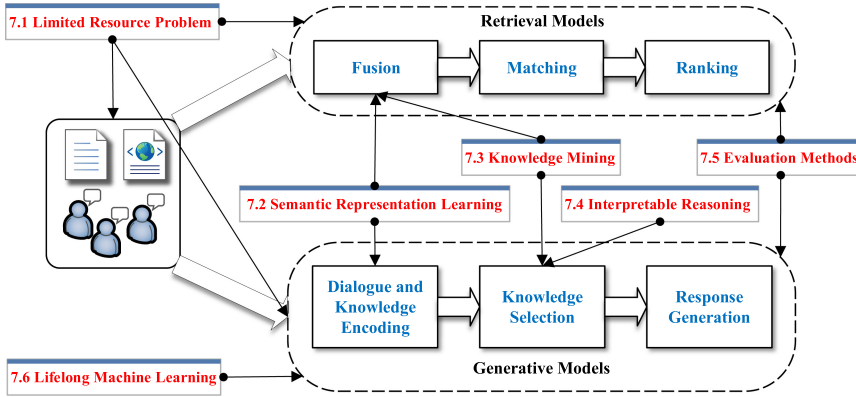 7.1 Limited Resource Problem
Retrieval Models
Fusion
Matching
Ranking
7.3 Knowledge Mining
7.5 Evaluation Methods
7.2 Semantic Representation Learning
7.4 Interpretable Reasoning
Dialogue and
Knowledge
Encoding
Knowledge
Selection
Response
Generation
Generative Models
7.6 Lifelong Machine Learning